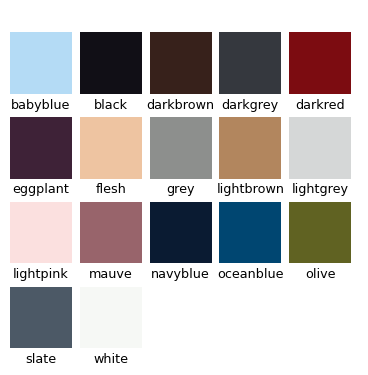 babyblue black darkbrown darkgrey darkred
eggplant flesh grey lightbrown lightgrey
lightpink mauve navyblue oceanblue olive
slate white